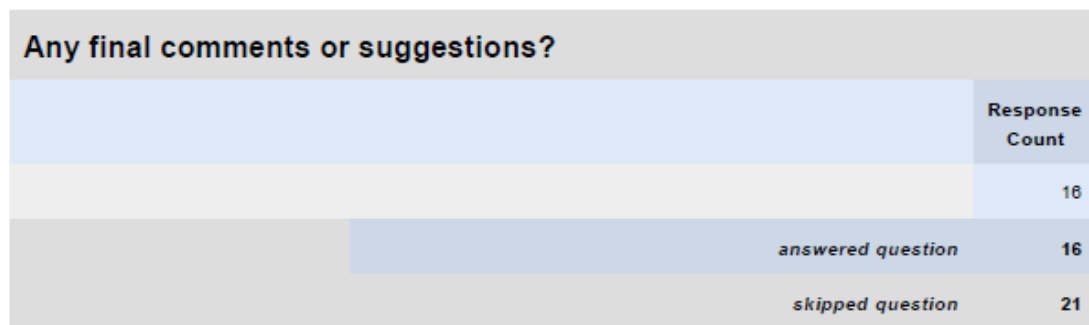 Any final comments or suggestions?
Response
Count
16
answered question 16
skipped question 21